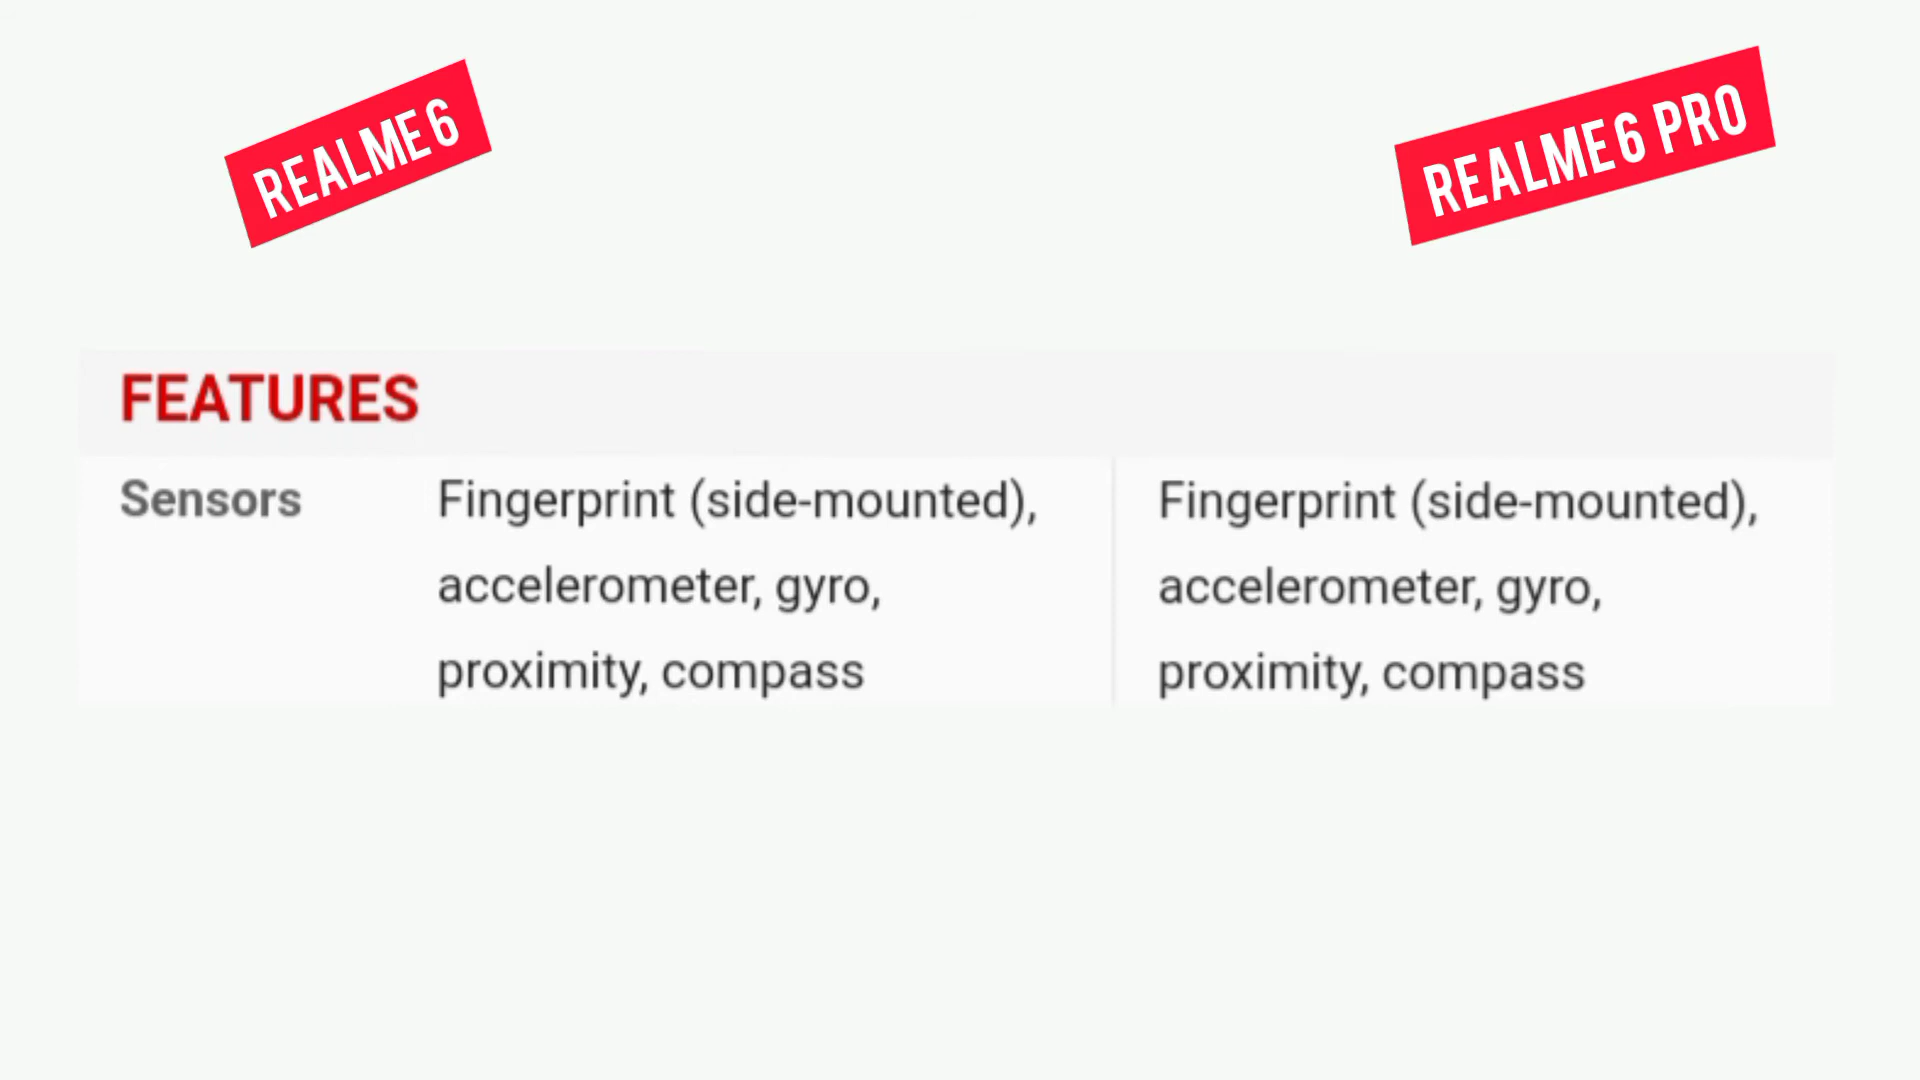 REALME 6
REALME 6 PRO
FEATURES
Sensors
Fingerprint (side-mounted),
accelerometer, gyro,
proximity, compass
Fingerprint (side-mounted),
accelerometer, gyro,
proximity, compass